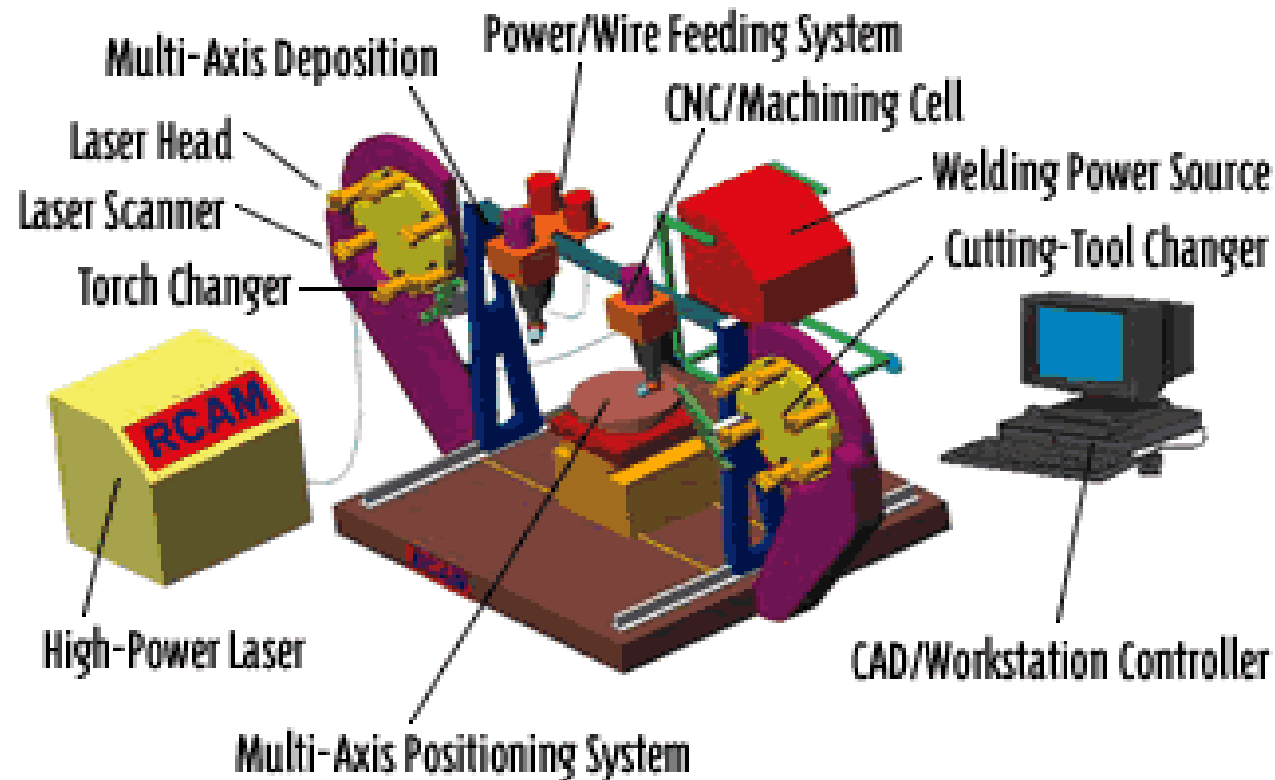 Power/Wire Feeding System
Multi-Axis Deposition
CNC/Machining Cell
Laser Head
Welding Power Source
Laser Scanner
Cutting-Tool Changer
Torch Changer
RCAM
RCAM
High-Power Laser
CAD/Workstation Controller
Multi-Axis Positioning System